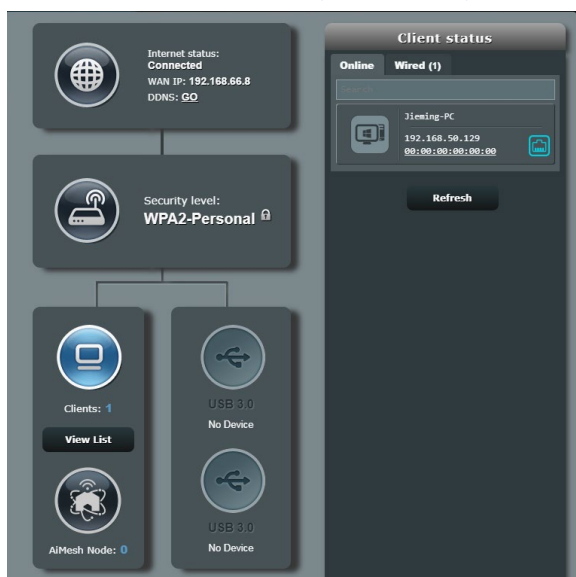 Internet status:
Connected
WAN IP: 192.168.66.8
DDNS: GO
Security level:
WPA2-Personal
Clients: 1
View List
AiMesh Node: 0
USB 3.0
No Device
USB 3.0
No Device
Client status
Online Wired (1)
Search
Jieming-PC
192.168.50.129
00:00:00:00:00:00
Refresh